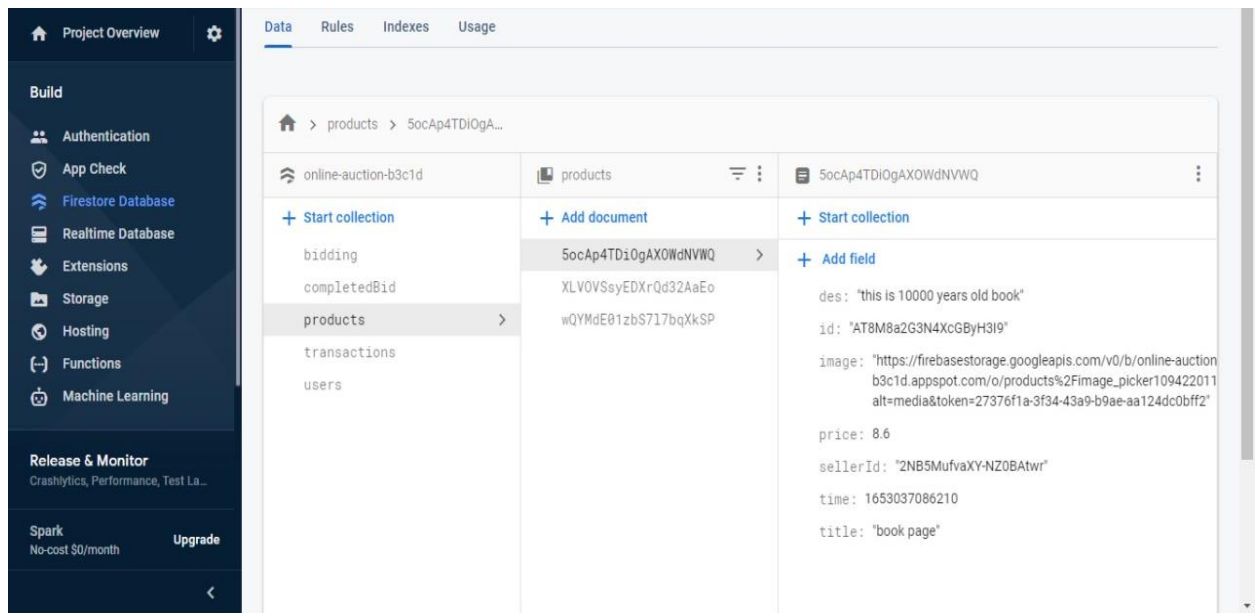 Project Overview
Build
Authentication
App Check
Firestore Database
Realtime Database
Extensions
Storage
Hosting
Functions
Machine Learning
Release & Monitor
Crashlytics, Performance, Test La...
Spark
No-cost $0/month
Upgrade
Data Rules Indexes Usage
> products > 5ocAp4TDiOgA...
online-auction-b3c1d
+ Start collection
bidding
completedBid
products
transactions
users
products
+ Add document
5ocAp4TDiOgAXOWdNVWQ
XLVOVSsyEDXrQd32AaEo
wQYMdE01zbS7l7bqXkSP
5ocAp4TDiOgAXOWdNVWQ
+ Start collection
+ Add field
des: "this is 10000 years old book"
id: "AT8M8a2G3N4XcGByH3I9"
image: "https://firebasestorage.googleapis.com/v0/b/online-auction
b3c1d.appspot.com/o/products%2Fimage_picker109422011
alt=media&token=27376f1a-3f34-43a9-b9ae-aa124dc0bff2"
price: 8.6
sellerId: "2NB5MufvaXY-NZ0BAtwr"
time: 1653037086210
title: "book page"